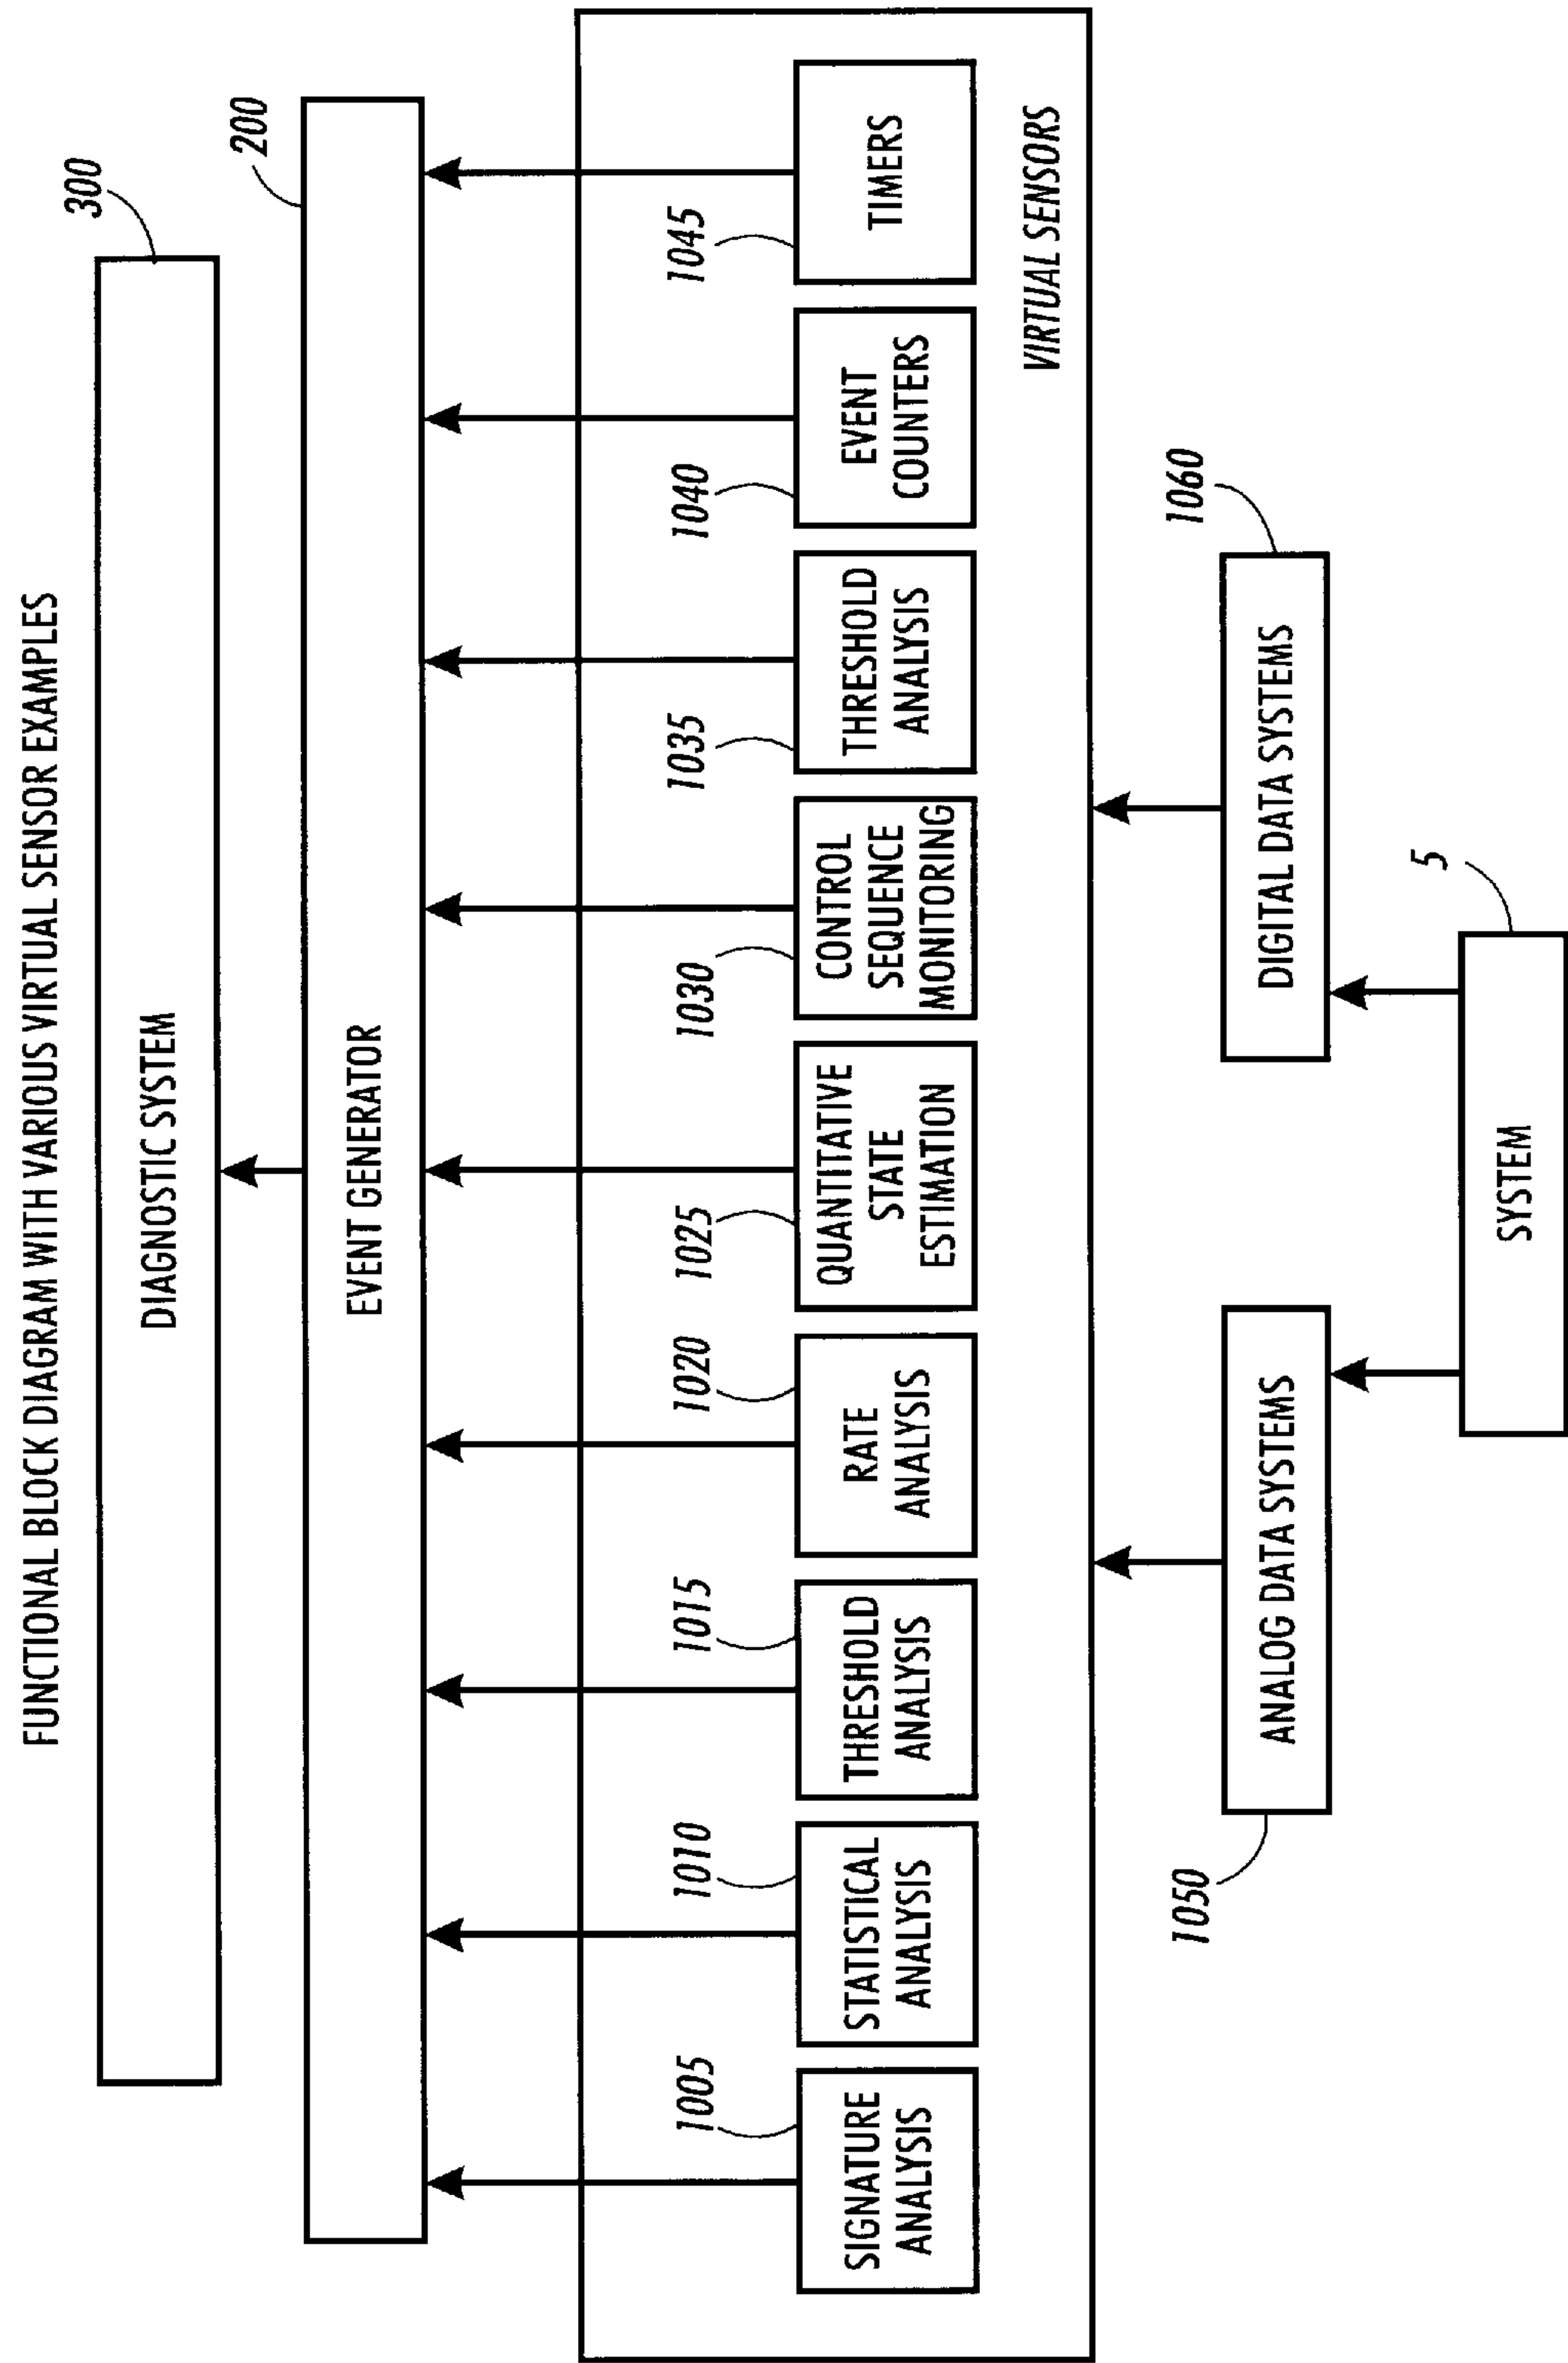 FUNCTIONAL BLOCK DIAGRAM WITH VARIOUS VIRTUAL SENSOR EXAMPLES
300
DIAGNOSTIC SYSTEM
200
EVENT GENERATOR
1005
SIGNATURE
ANALYSIS
1010
STATISTICAL
ANALYSIS
1015
THRESHOLD
ANALYSIS
1020
RATE
ANALYSIS
1025
QUANTITATIVE
STATE
ESTIMATION
1030
CONTROL
SEQUENCE
MONITORING
1035
THRESHOLD
ANALYSIS
1040
EVENT
COUNTERS
1045
TIMERS
VIRTUAL SENSORS
1050
ANALOG DATA SYSTEMS
1060
DIGITAL DATA SYSTEMS
5
SYSTEM